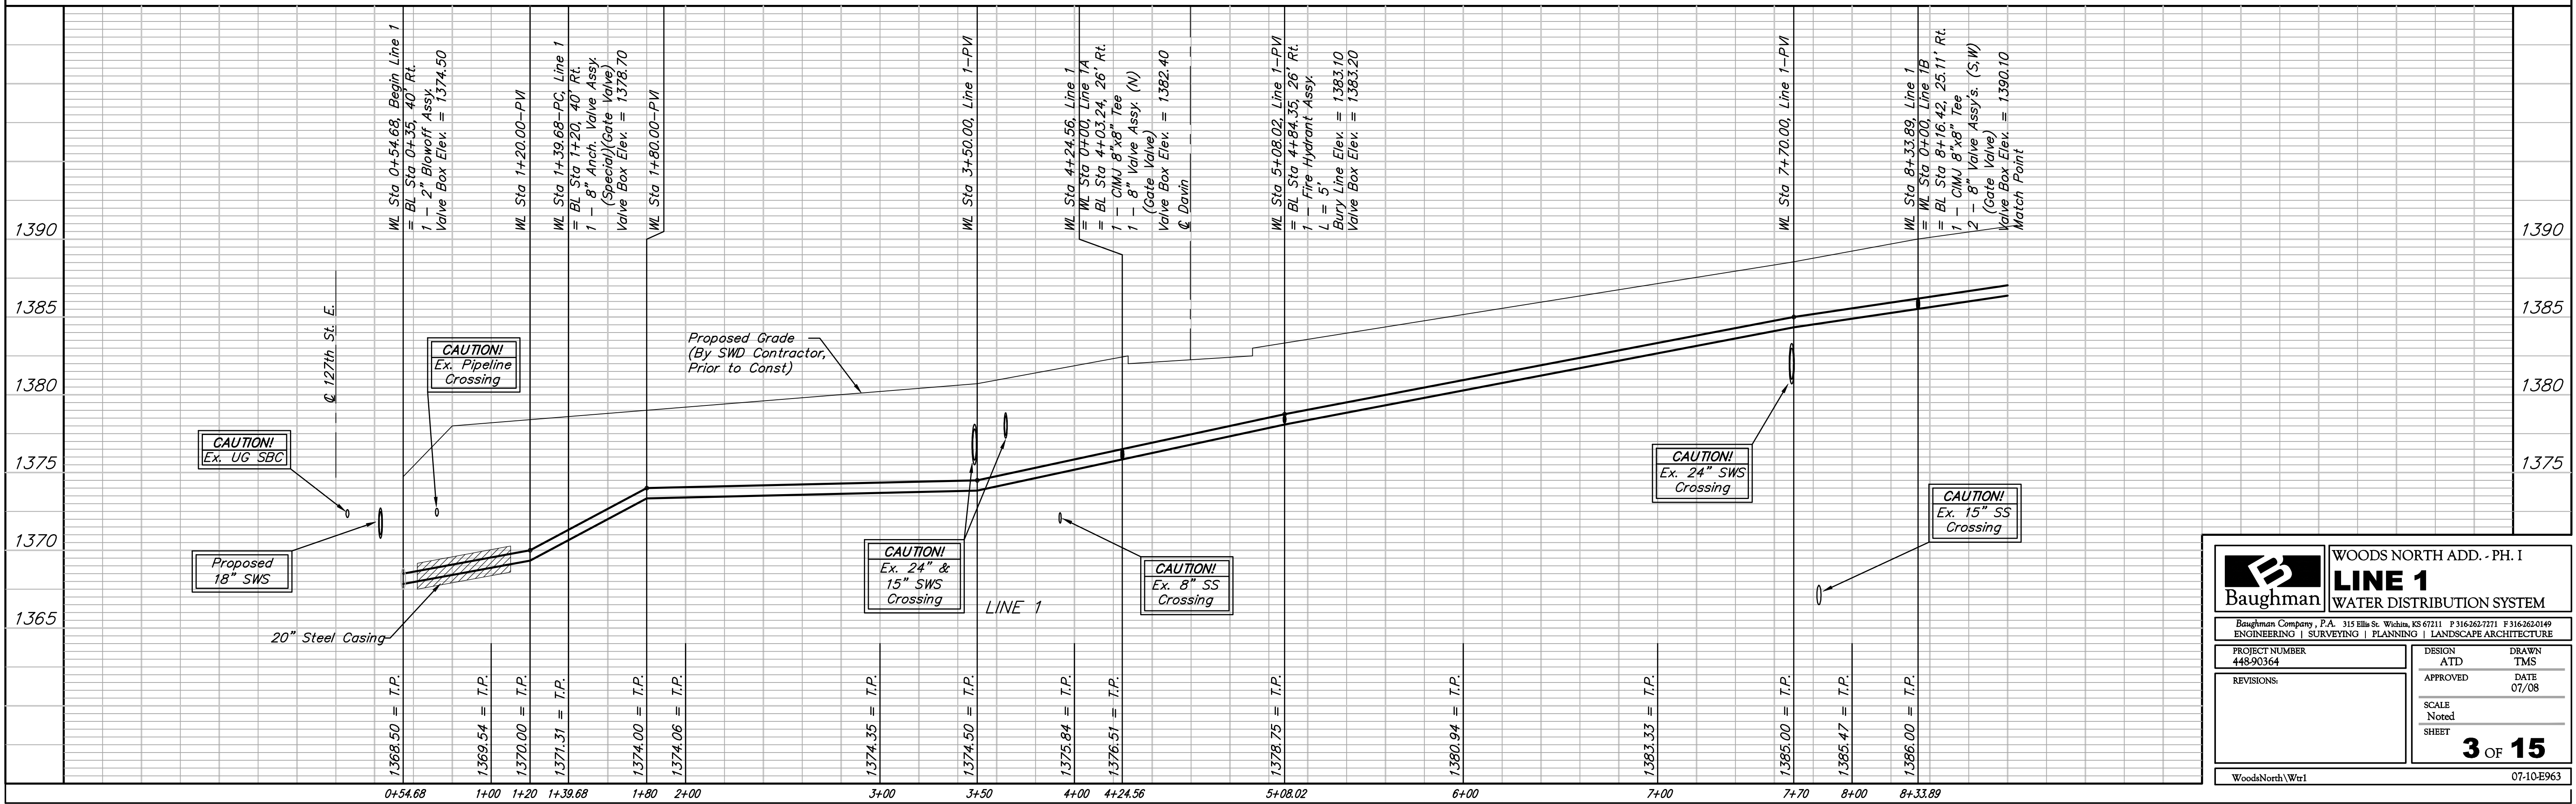 WL Sta 0+54.68, Begin Line 1
= BL Sta 0+35, 40' Rt.
1 - 2" Blowoff Assy.
Valve Box Elev. = 1374.50
WL Sta 1+20.00-PVI
WL Sta 1+39.68-PC, Line 1
= BL Sta 1+20, 40' Rt.
1 - 8" Anch. Valve Assy.
(Special)(Gate Valve)
Valve Box Elev. = 1378.70
WL Sta 1+80.00-PVI
WL Sta 3+50.00, Line 1-PVI
WL Sta 4+24.56, Line 1
= WL Sta 0+00, Line 1A
= BL Sta 4+03.24, 26' Rt.
1 - CIMJ 8"x8" Tee
1 - 8" Valve Assy. (N)
(Gate Valve)
Valve Box Elev. = 1382.40
℄ Davin
WL Sta 5+08.02, Line 1-PVI
= BL Sta 4+84.35, 26' Rt.
1 - Fire Hydrant Assy.
L = 5'
Bury Line Elev. = 1383.10
Valve Box Elev. = 1383.20
WL Sta 7+70.00, Line 1-PVI
WL Sta 8+33.89, Line 1
= WL Sta 0+00, Line 1B
= BL Sta 8+16.42, 25.11' Rt.
1 - CIMJ 8"x8" Tee
2 - 8" Valve Assy's. (S,W)
(Gate Valve)
Valve Box Elev. = 1390.10
Match Point
1390
1385
1380
1375
1370
1365
1390
1385
1380
1375
℄ 127th St. E.
CAUTION!
Ex. Pipeline
Crossing
CAUTION!
Ex. UG SBC
Proposed
18" SWS
20" Steel Casing
Proposed Grade
(By SWD Contractor,
Prior to Const)
CAUTION!
Ex. 24" &
15" SWS
Crossing
LINE 1
CAUTION!
Ex. 8" SS
Crossing
CAUTION!
Ex. 24" SWS
Crossing
CAUTION!
Ex. 15" SS
Crossing
1368.50 = T.P.
1369.54 = T.P.
1370.00 = T.P.
1371.31 = T.P.
1374.00 = T.P.
1374.06 = T.P.
1374.35 = T.P.
1374.50 = T.P.
1375.84 = T.P.
1376.51 = T.P.
1378.75 = T.P.
1380.94 = T.P.
1383.33 = T.P.
1385.00 = T.P.
1385.47 = T.P.
1386.00 = T.P.
0+54.68 1+00 1+20 1+39.68 1+80 2+00 3+00 3+50 4+00 4+24.56 5+08.02 6+00 7+00 7+70 8+00 8+33.89
Baughman
WOODS NORTH ADD. - PH. I
LINE 1
WATER DISTRIBUTION SYSTEM
Baughman Company, P.A. 315 Ellis St. Wichita, KS 67211 P 316-262-7271 F 316-262-0149
ENGINEERING | SURVEYING | PLANNING | LANDSCAPE ARCHITECTURE
PROJECT NUMBER
448-90364
REVISIONS:
DESIGN
ATD
DRAWN
TMS
APPROVED
DATE
07/08
SCALE
Noted
SHEET
3 OF 15
WoodsNorth\Wtr1
07-10-E963